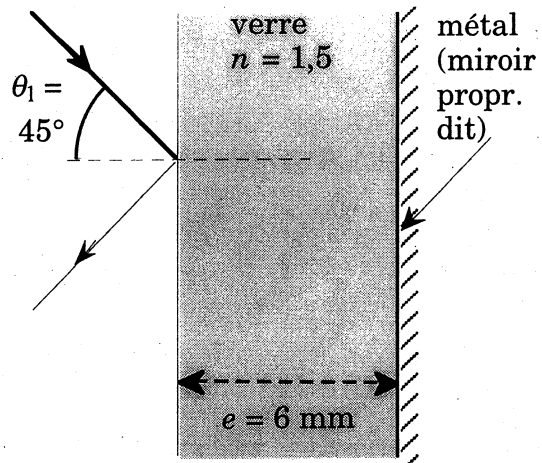 verre
n = 1,5
métal
(miroir
propr.
dit)
θ₁ =
45°
e = 6 mm